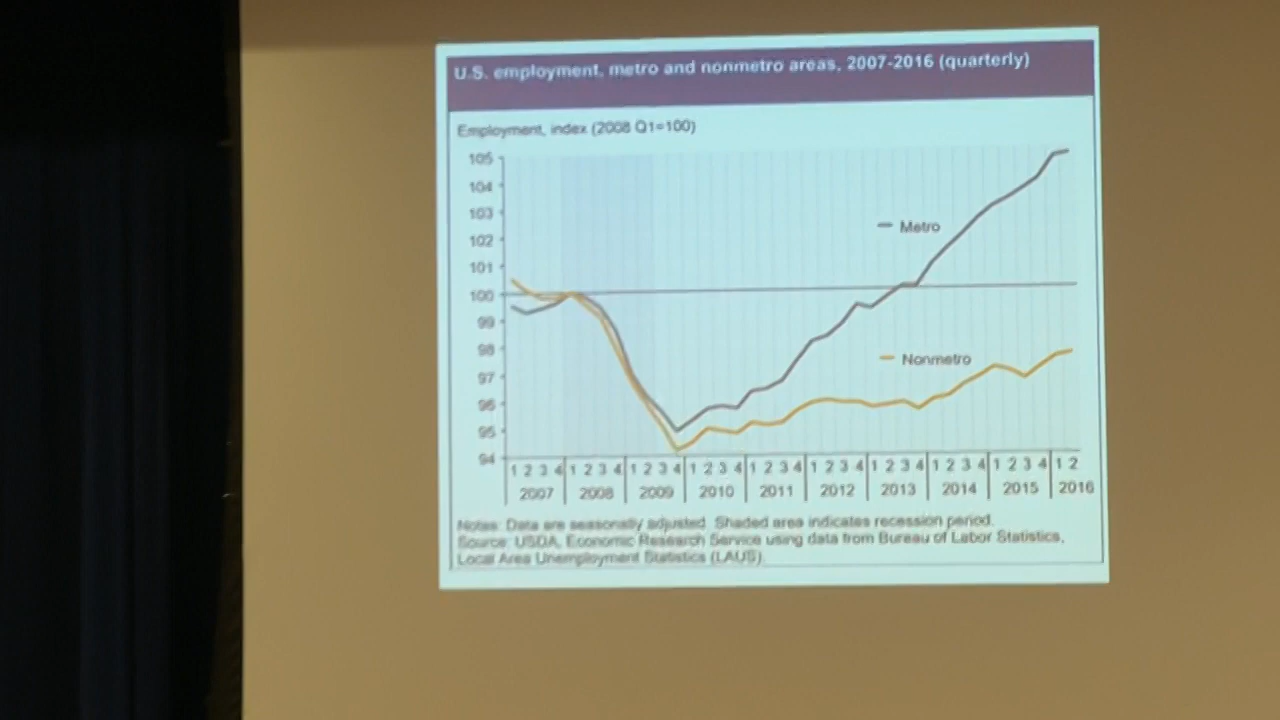 U.S. employment, metro and nonmetro areas, 2007-2016 (quarterly)
Employment, index (2008 Q1=100)
105
104
103
102
101
100
99
98
97
96
95
94
Metro
Nonmetro
1 2 3 4 1 2 3 4 1 2 3 4 1 2 3 4 1 2 3 4 1 2 3 4 1 2 3 4 1 2 3 4 1 2 3 4 1 2
2007 2008 2009 2010 2011 2012 2013 2014 2015 2016
Notes: Data are seasonally adjusted. Shaded area indicates recession period.
Source: USDA, Economic Research Service using data from Bureau of Labor Statistics,
Local Area Unemployment Statistics (LAUS).